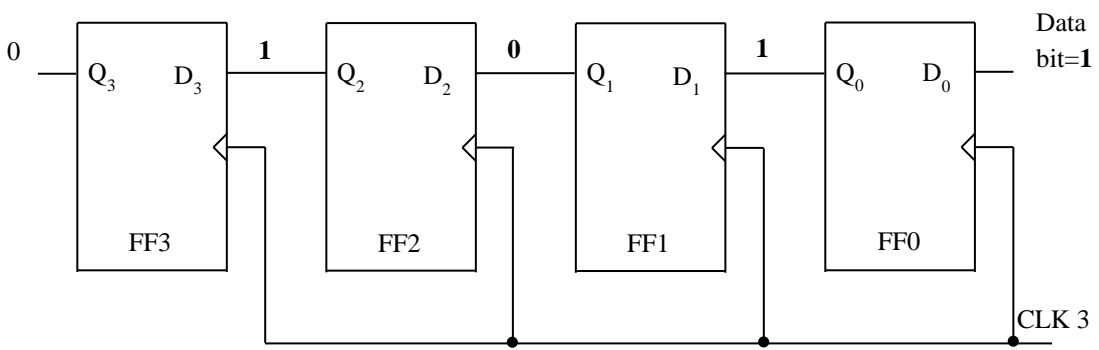 0
1
0
1
Data
bit=1
Q3
D3
Q2
D2
Q1
D1
Q0
D0
FF3
FF2
FF1
FF0
CLK 3